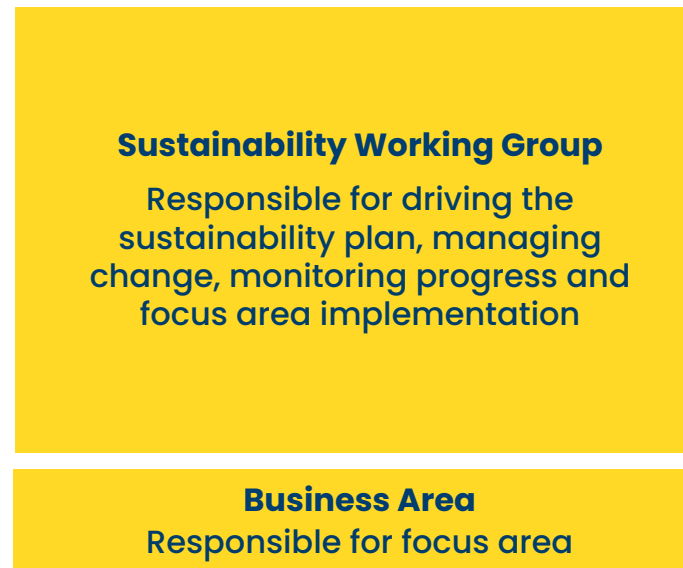 Sustainability Working Group
Responsible for driving the
sustainability plan, managing
change, monitoring progress and
focus area implementation
Business Area
Responsible for focus area